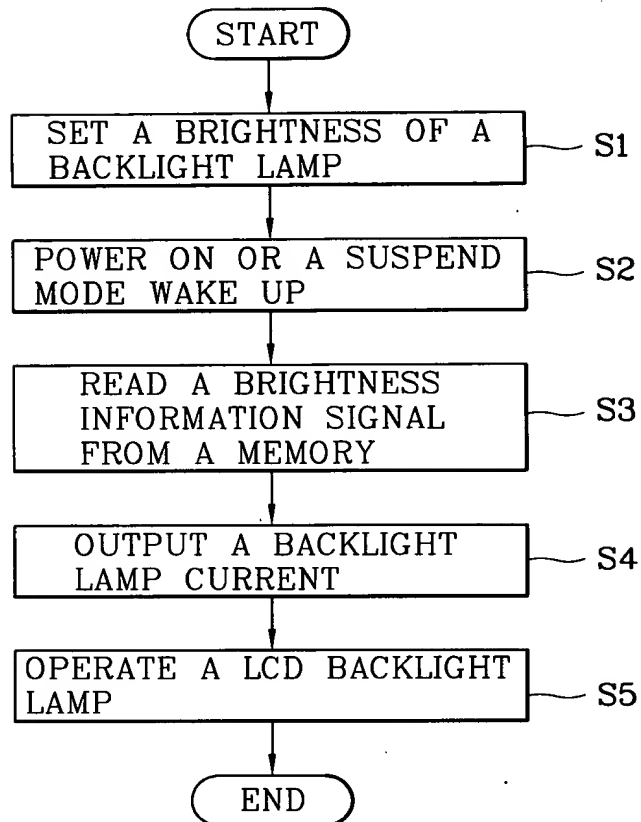 START
SET A BRIGHTNESS OF A
BACKLIGHT LAMP
S1
POWER ON OR A SUSPEND
MODE WAKE UP
S2
READ A BRIGHTNESS
INFORMATION SIGNAL
FROM A MEMORY
S3
OUTPUT A BACKLIGHT
LAMP CURRENT
S4
OPERATE A LCD BACKLIGHT
LAMP
S5
END